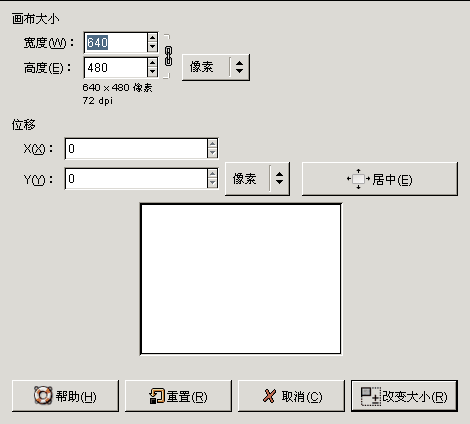 画布大小
宽度(W)： 640
高度(E)： 480 像素
640 x 480 像素
72 dpi
位移
X(X)： 0
Y(Y)： 0 像素 居中(E)
帮助(H) 重置(R) 取消(C) 改变大小(R)